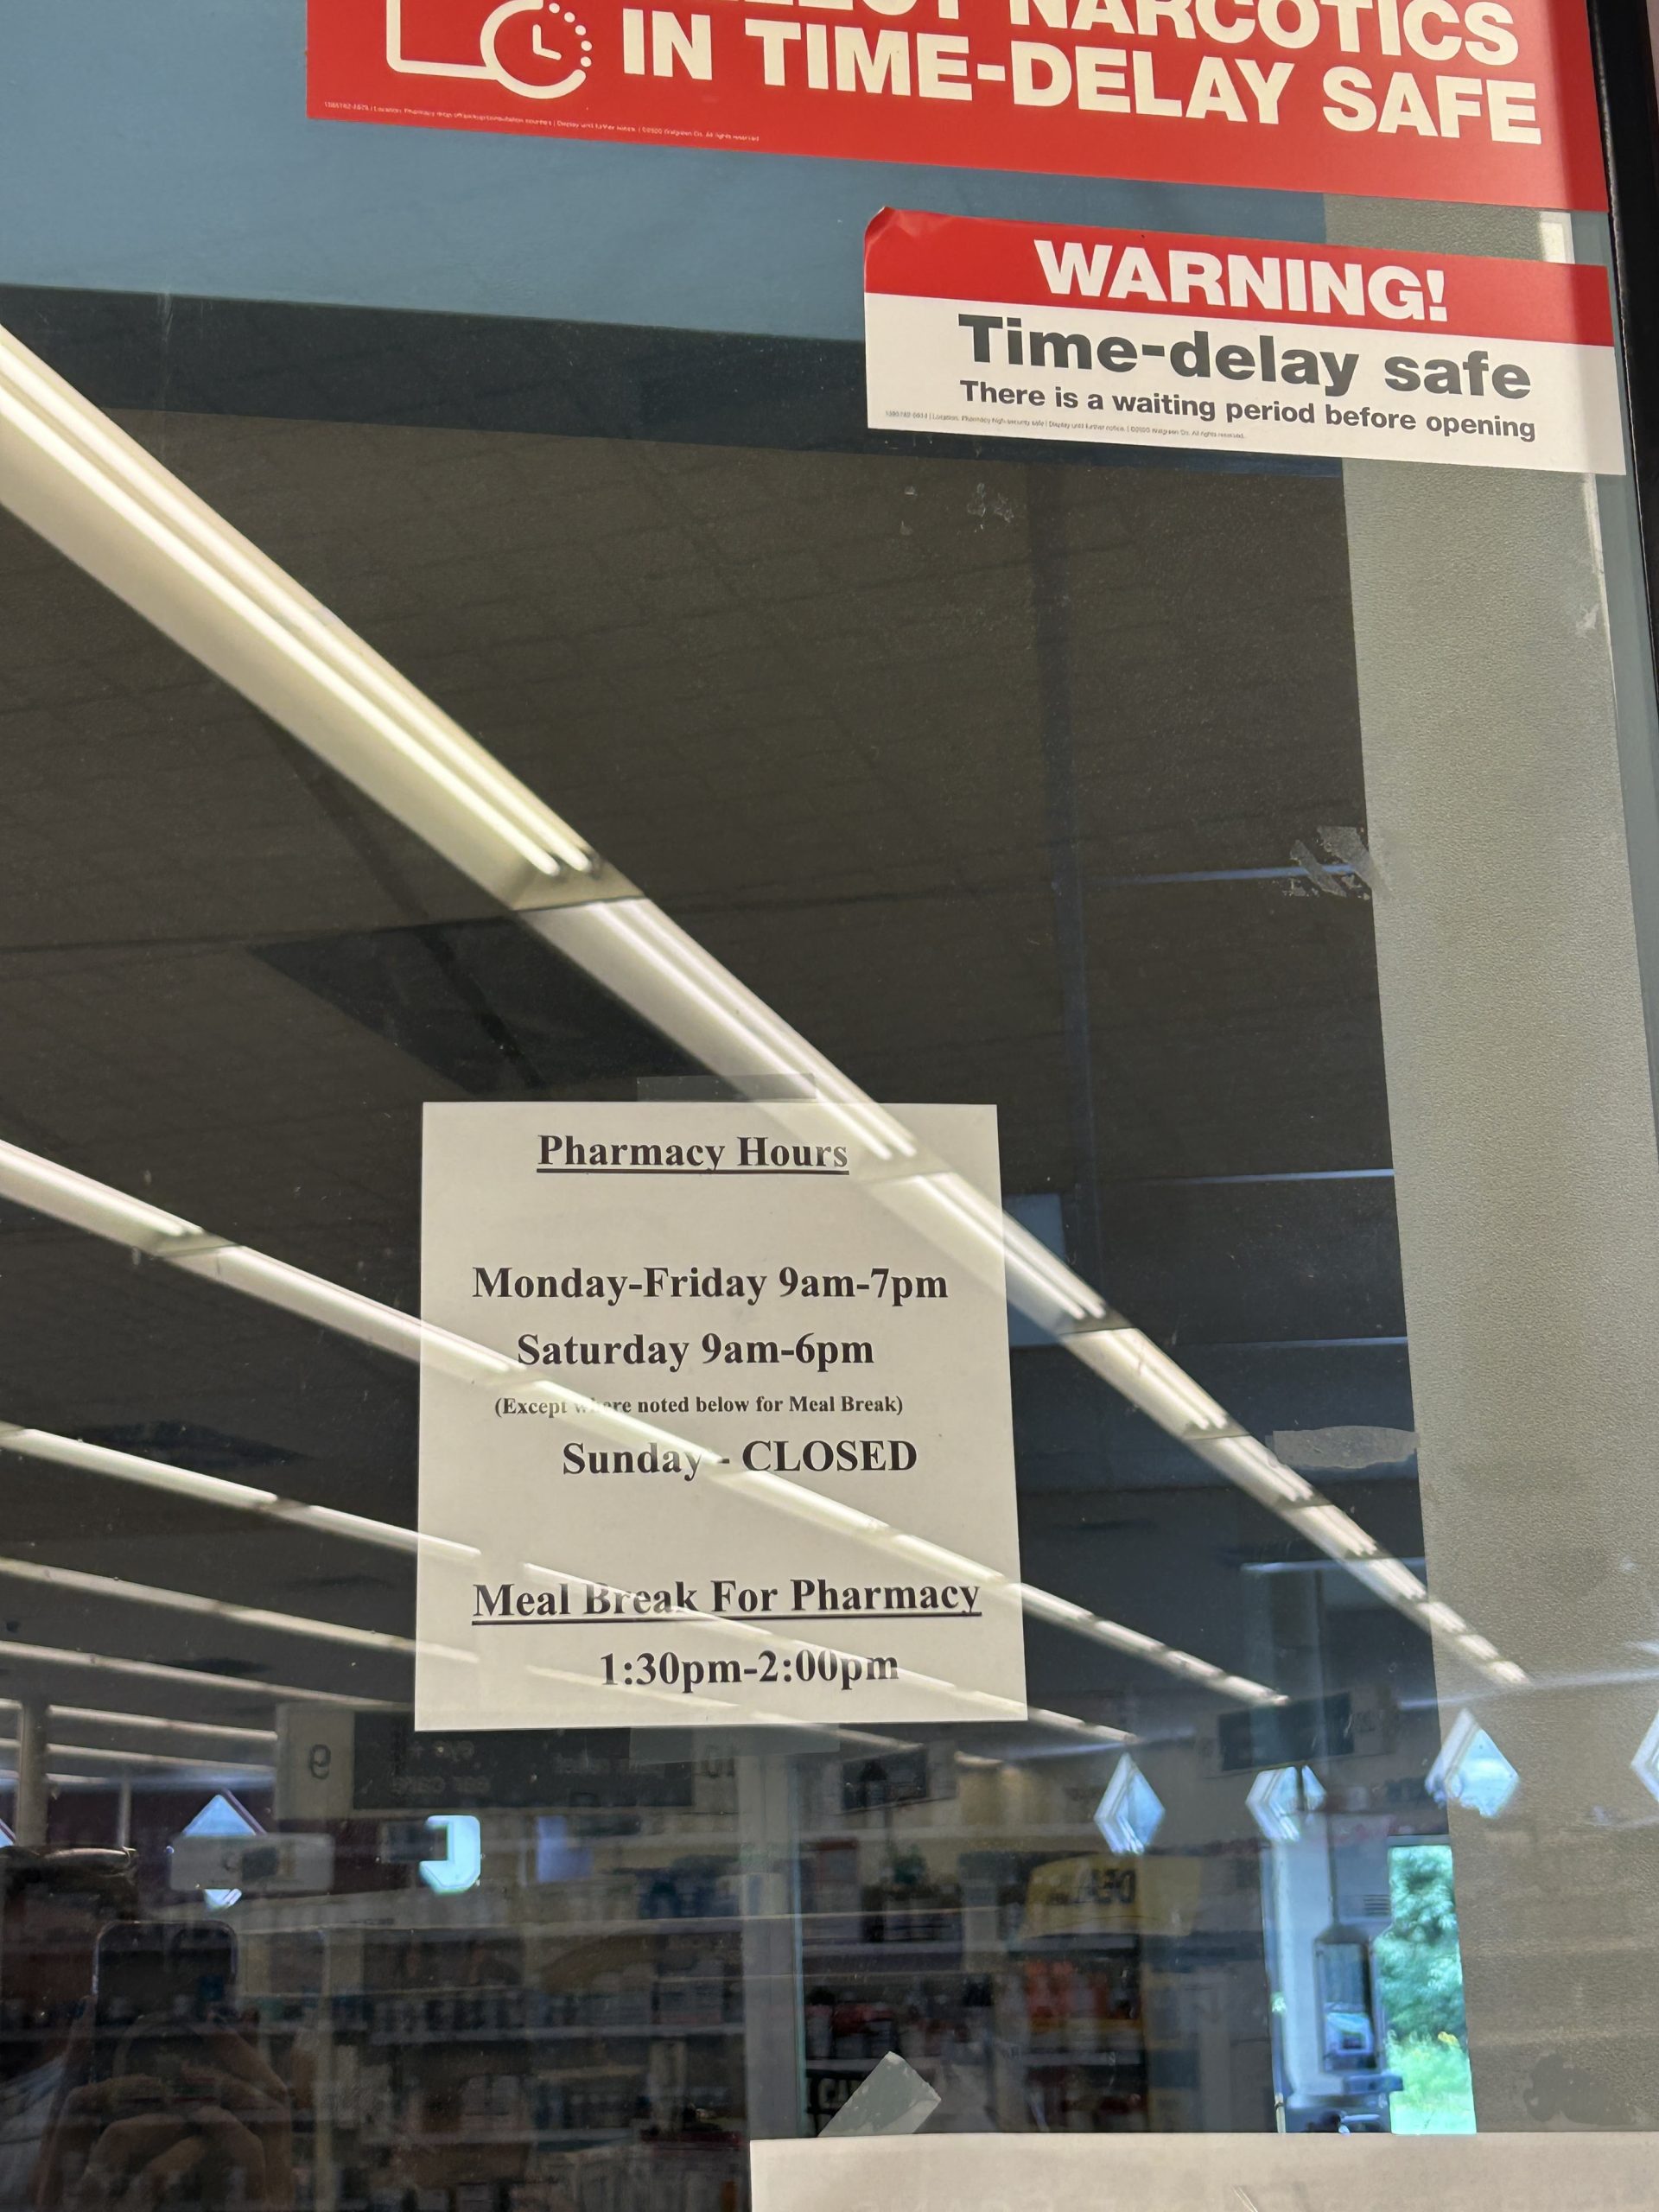 NARCOTICS
IN TIME-DELAY SAFE
WARNING!
Time-delay safe
There is a waiting period before opening
Pharmacy Hours
Monday-Friday 9am-7pm
Saturday 9am-6pm
(Except where noted below for Meal Break)
Sunday - CLOSED
Meal Break For Pharmacy
1:30pm-2:00pm
9